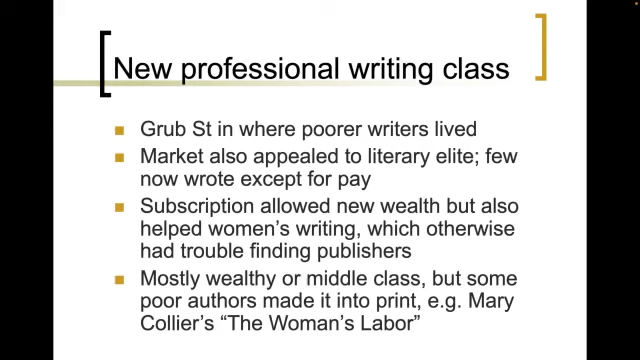 New professional writing class
Grub St in where poorer writers lived
Market also appealed to literary elite; few
now wrote except for pay
Subscription allowed new wealth but also
helped women's writing, which otherwise
had trouble finding publishers
Mostly wealthy or middle class, but some
poor authors made it into print, e.g. Mary
Collier's “The Woman's Labor”